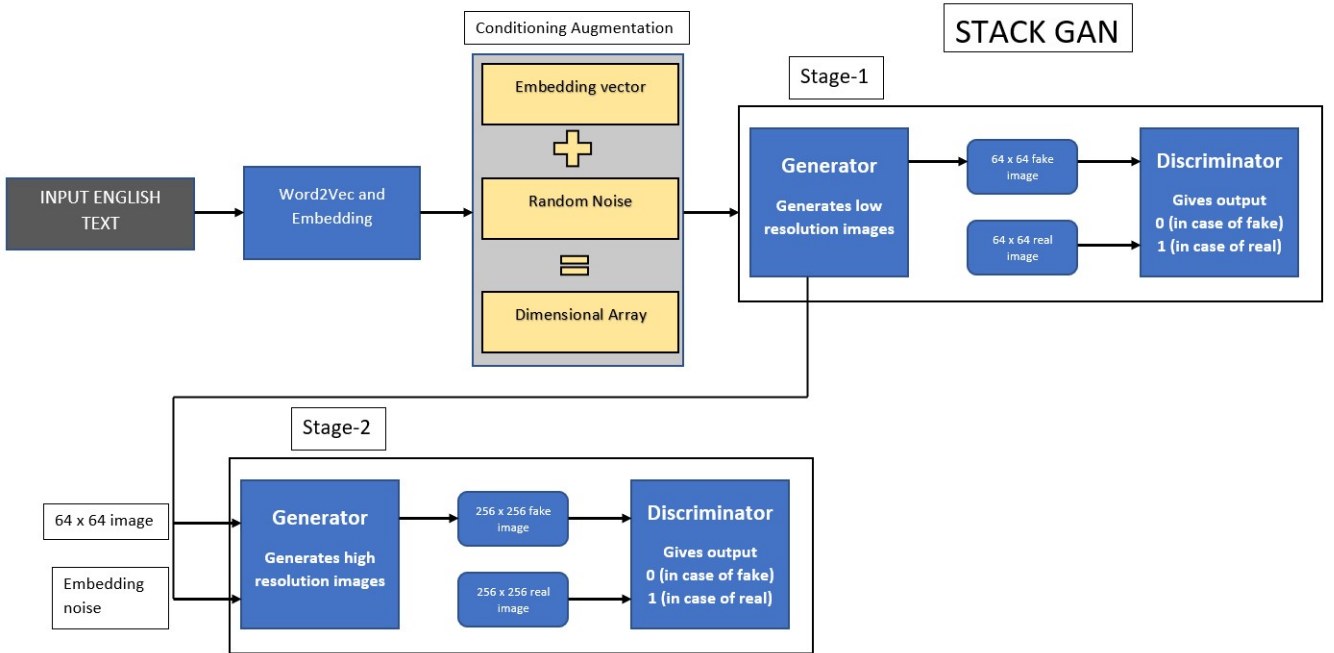 Conditioning Augmentation
STACK GAN
Stage-1
Embedding vector
Generator
Generates low
resolution images
64 x 64 fake
image
64 x 64 real
image
Discriminator
Gives output
0 (in case of fake)
1 (in case of real)
INPUT ENGLISH
TEXT
Word2Vec and
Embedding
Random Noise
Dimensional Array
Stage-2
64 x 64 image
Embedding
noise
Generator
Generates high
resolution images
256 x 256 fake
image
256 x 256 real
image
Discriminator
Gives output
0 (in case of fake)
1 (in case of real)